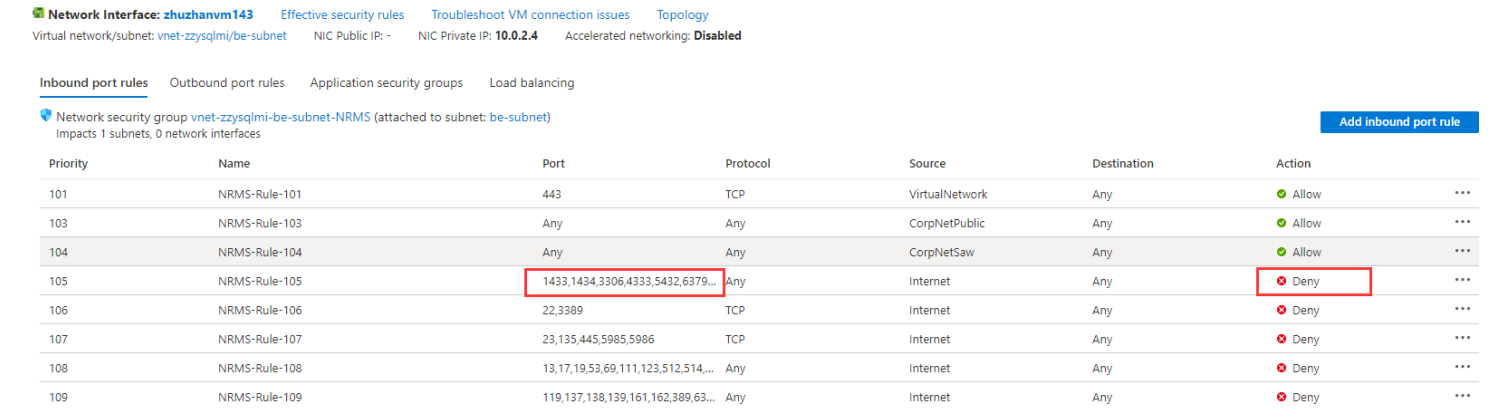 Network Interface: zhuzhanvm143 Effective security rules Troubleshoot VM connection issues Topology
Virtual network/subnet: vnet-zzysqlmi/be-subnet NIC Public IP: - NIC Private IP: 10.0.2.4 Accelerated networking: Disabled
Inbound port rules Outbound port rules Application security groups Load balancing
Network security group vnet-zzysqlmi-be-subnet-NRMS (attached to subnet: be-subnet)
Impacts 1 subnets, 0 network interfaces
Add inbound port rule
Priority Name Port Protocol Source Destination Action
101 NRMS-Rule-101 443 TCP VirtualNetwork Any Allow ...
103 NRMS-Rule-103 Any Any CorpNetPublic Any Allow ...
104 NRMS-Rule-104 Any Any CorpNetSaw Any Allow ...
105 NRMS-Rule-105 1433,1434,3306,4333,5432,6379... Any Internet Any Deny ...
106 NRMS-Rule-106 22,3389 TCP Internet Any Deny ...
107 NRMS-Rule-107 23,135,445,5985,5986 TCP Internet Any Deny ...
108 NRMS-Rule-108 13,17,19,53,69,111,123,512,514,... Any Internet Any Deny ...
109 NRMS-Rule-109 119,137,138,139,161,162,389,63... Any Internet Any Deny ...